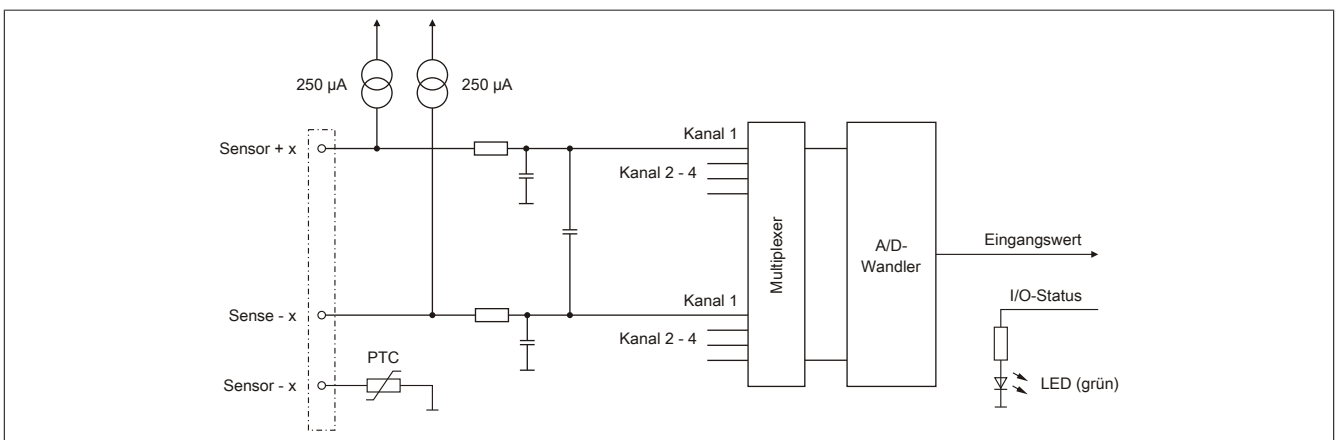 250 µA
250 µA
Sensor + x
Kanal 1
Kanal 2 - 4
Multiplexer
A/D-
Wandler
Eingangswert
I/O-Status
Sense - x
Kanal 1
Kanal 2 - 4
PTC
Sensor - x
LED (grün)